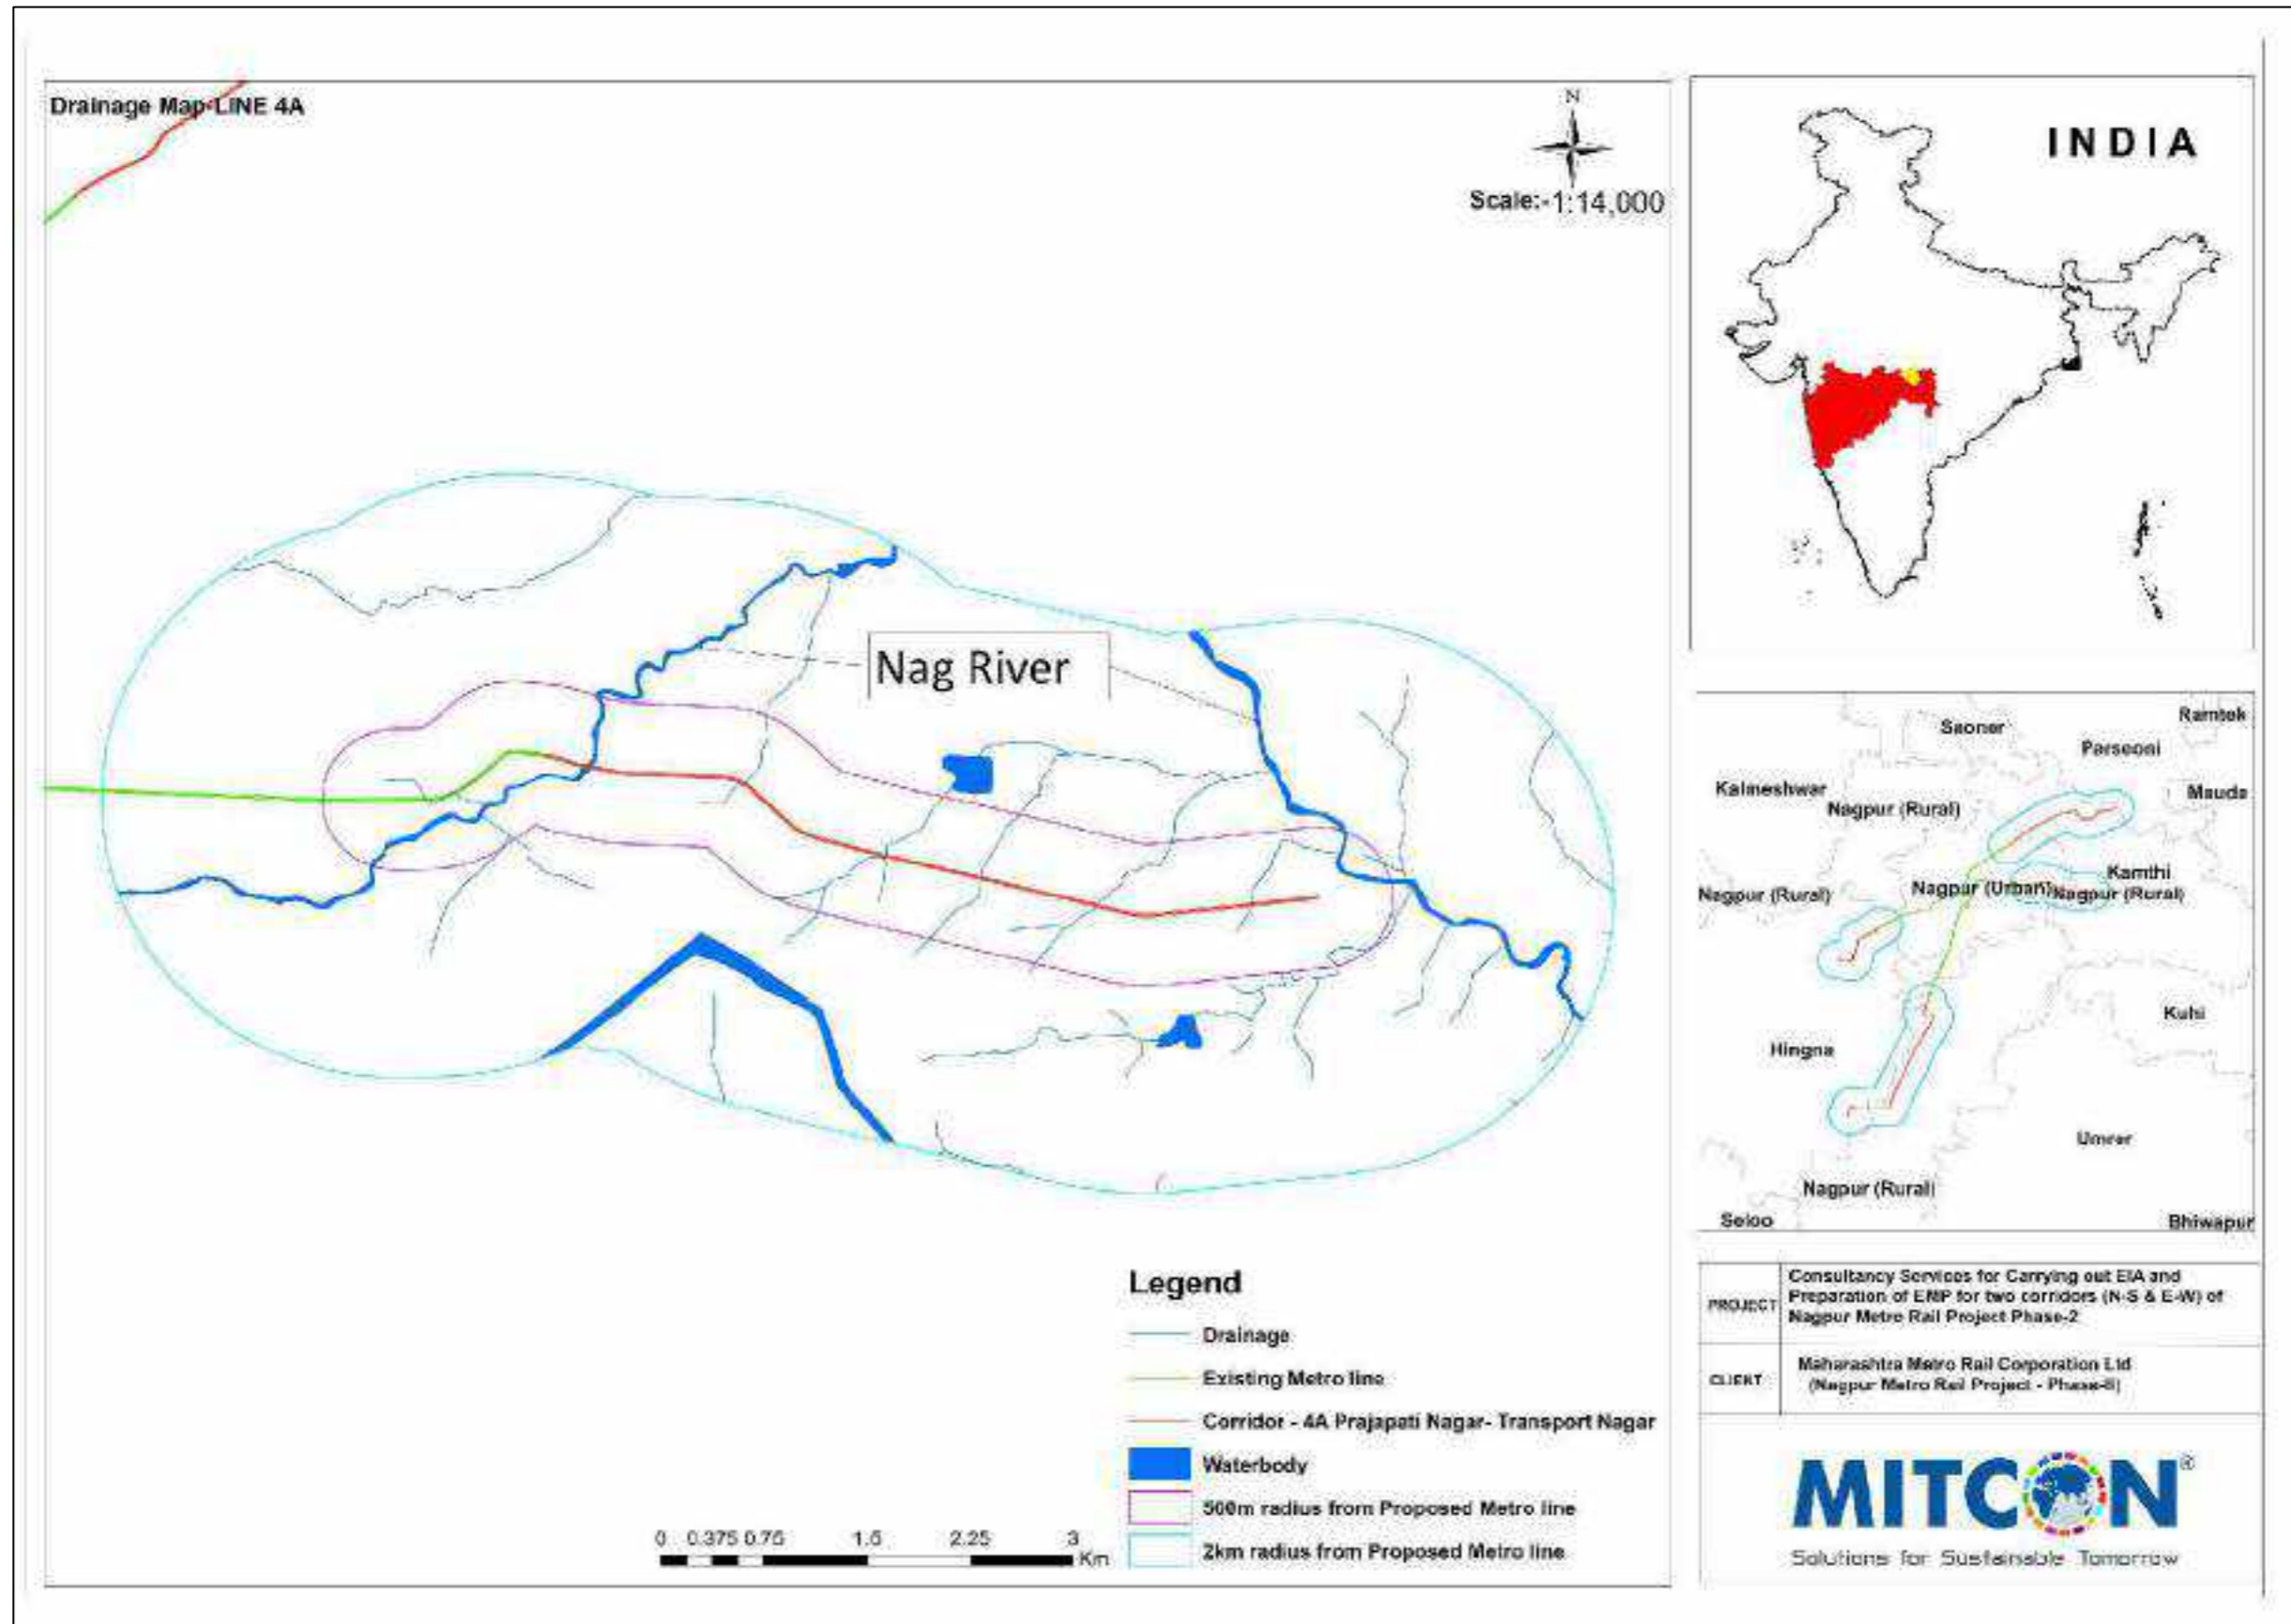 Drainage Map-LINE 4A
N
Scale:-1:14,000
Nag River
Legend
Drainage
Existing Metro line
Corridor - 4A Prajapati Nagar- Transport Nagar
Waterbody
500m radius from Proposed Metro line
2km radius from Proposed Metro line
0 0.375 0.75 1.5 2.25 3
Km
INDIA
Saoner
Ramtek
Parseoni
Kalmeshwar
Mauda
Nagpur (Rural)
Kamthi
Nagpur (Rural)
Nagpur (Urban)
Nagpur (Rural)
Kuhi
Hingna
Umrer
Nagpur (Rural)
Seloo
Bhiwapur
PROJECT
Consultancy Services for Carrying out EIA and
Preparation of EMP for two corridors (N-S & E-W) of
Nagpur Metro Rail Project Phase-2
CLIENT
Maharashtra Metro Rail Corporation Ltd
(Nagpur Metro Rail Project - Phase-II)
MITCON®
Solutions for Sustainable Tomorrow